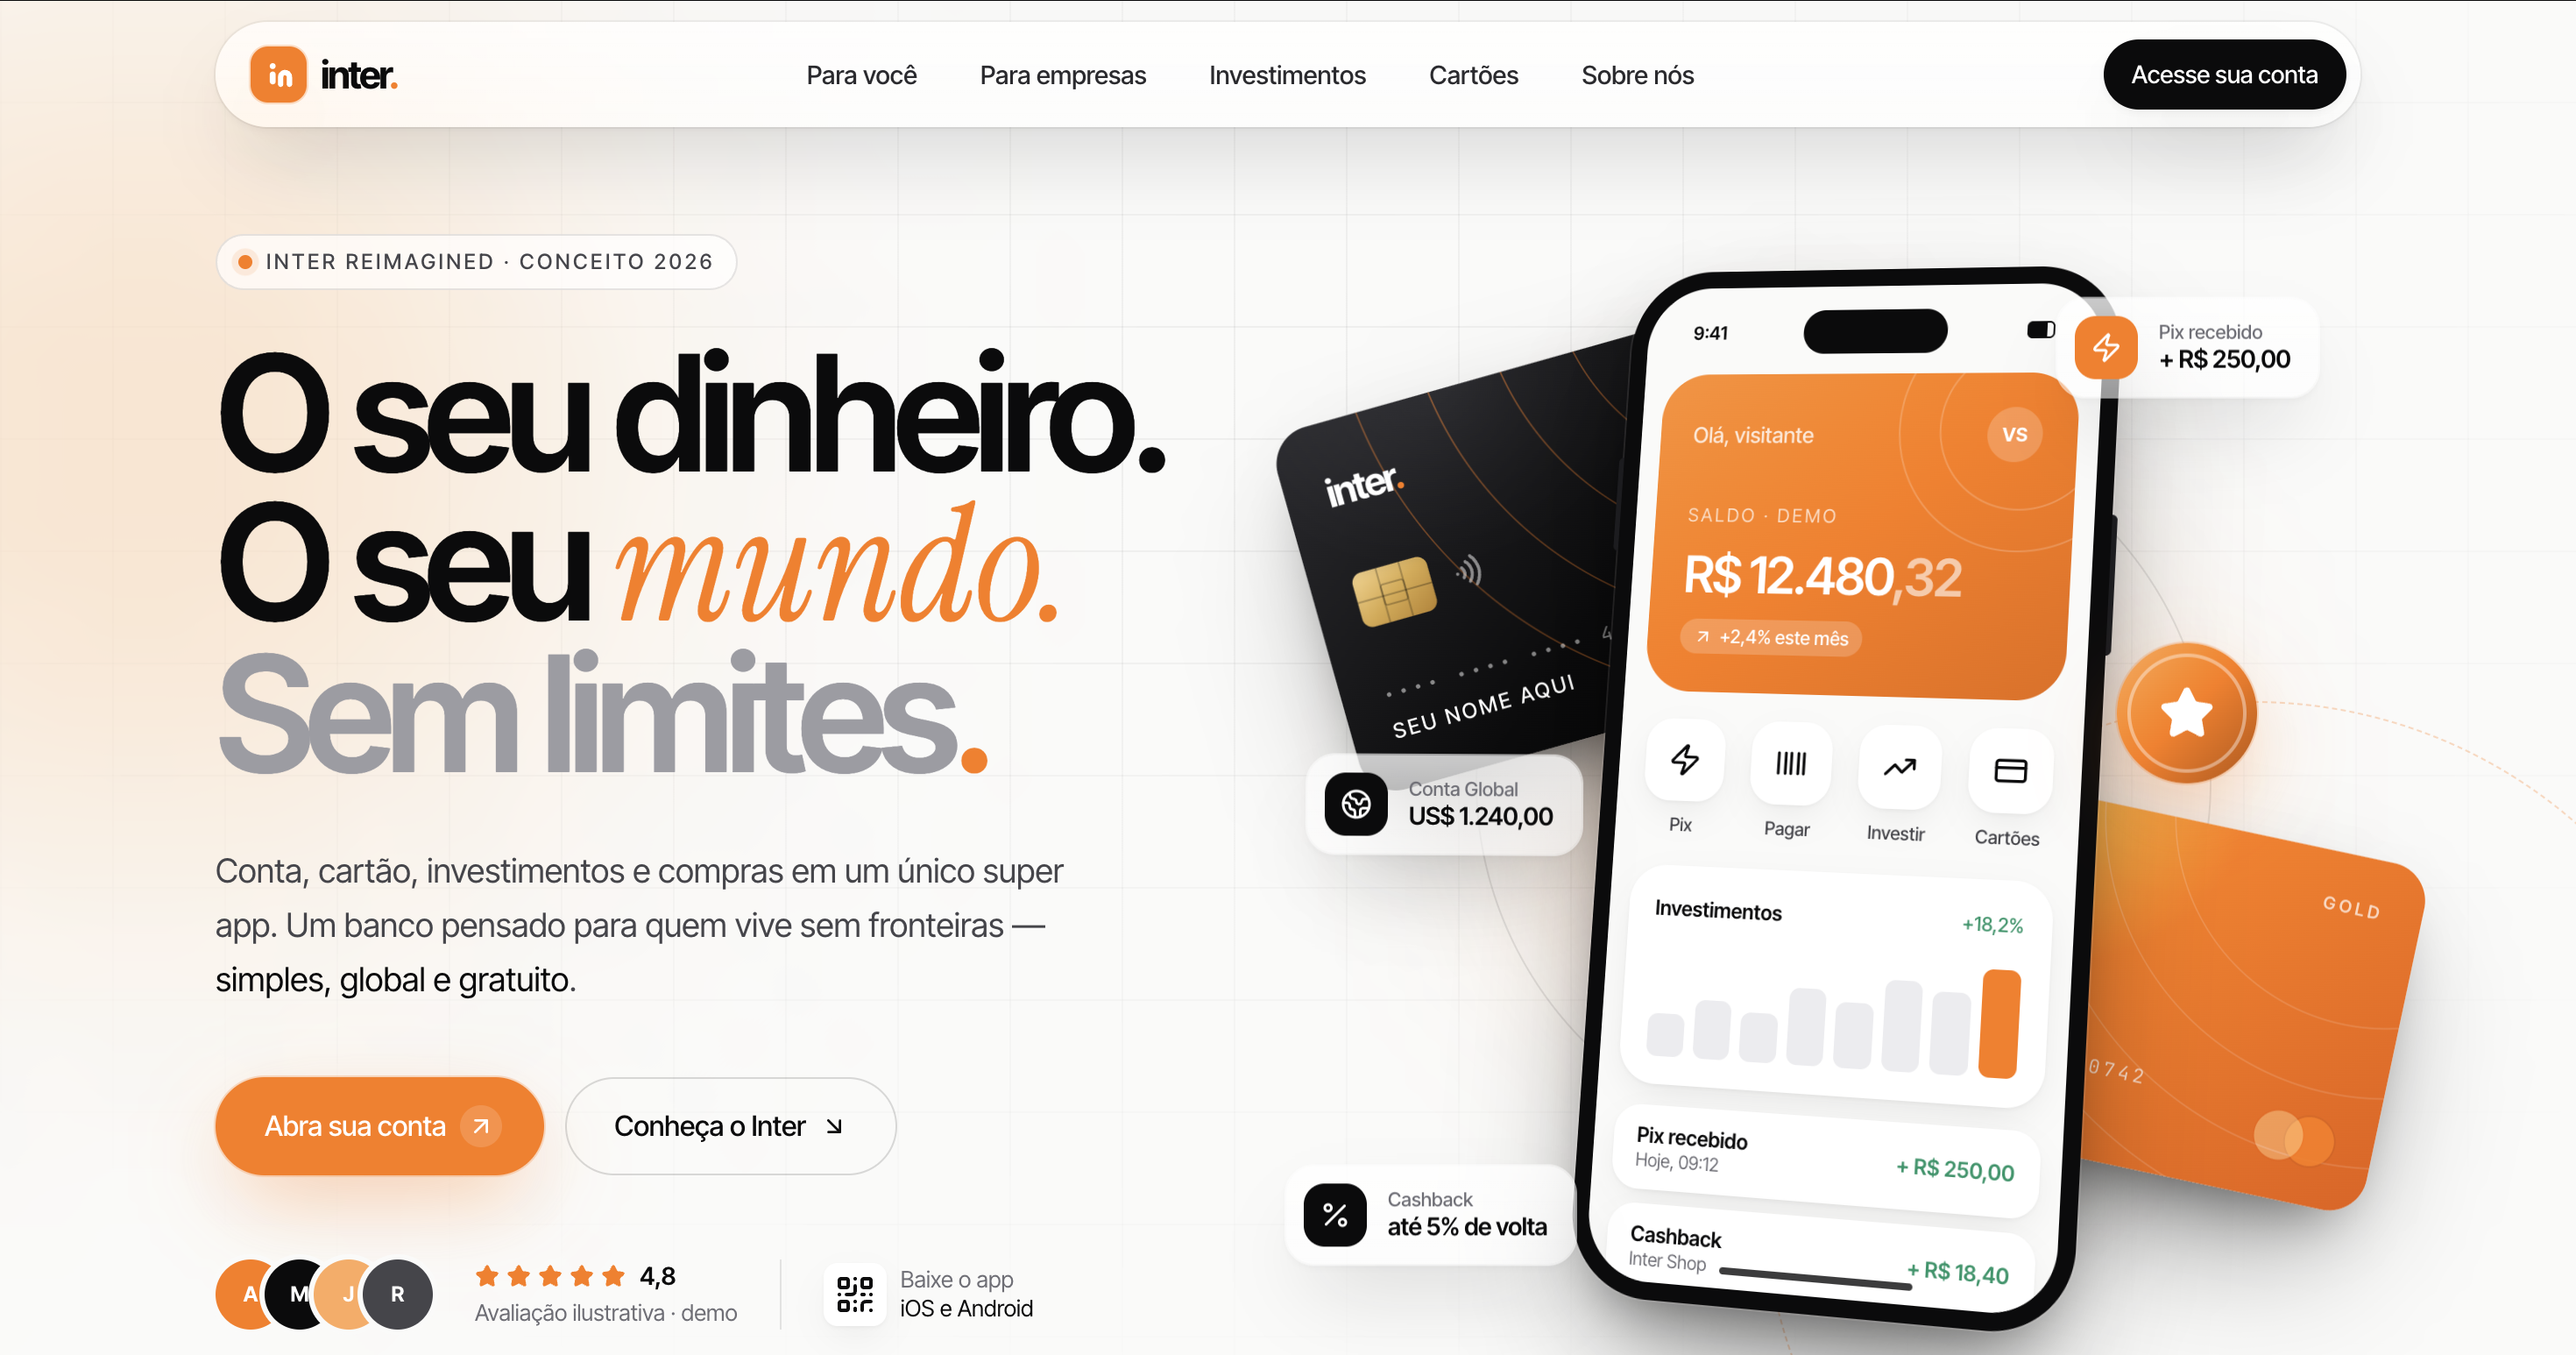 in inter.
Para você
Para empresas
Investimentos
Cartões
Sobre nós
Acesse sua conta
INTER REIMAGINED · CONCEITO 2026
O seu dinheiro.
O seu mundo.
Sem limites.
Conta, cartão, investimentos e compras em um único super
app. Um banco pensado para quem vive sem fronteiras —
simples, global e gratuito.
Abra sua conta
Conheça o Inter
A M J R
4,8
Avaliação ilustrativa · demo
Baixe o app
iOS e Android
inter.
SEU NOME AQUI
Conta Global
US$ 1.240,00
Cashback
até 5% de volta
9:41
Olá, visitante
VS
SALDO · DEMO
R$ 12.480,32
+2,4% este mês
Pix
Pagar
Investir
Cartões
Investimentos
+18,2%
Pix recebido
Hoje, 09:12
+ R$ 250,00
Cashback
Inter Shop
+ R$ 18,40
Pix recebido
+ R$ 250,00
GOLD
0742